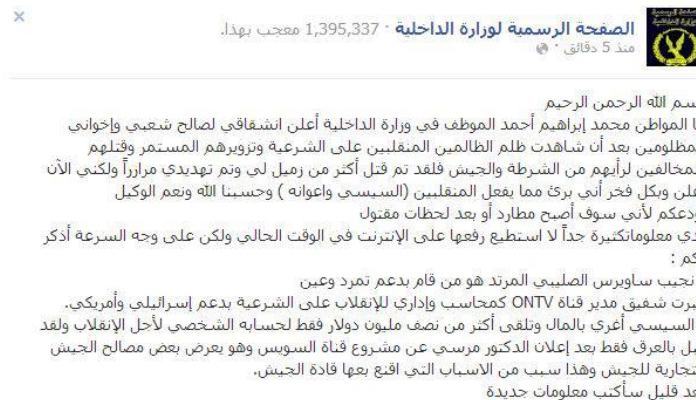 الصفحة الرسمية لوزارة الداخلية · 1,395,337 معجب بهذا.
منذ 5 دقائق ·
سم الله الرحمن الرحيم
ا المواطن محمد إبراهيم أحمد الموظف في وزارة الداخلية أعلن انشقاقي لصالح شعبي وإخواني
مظلومين بعد أن شاهدت ظلم الظالمين المنقلبين على الشرعية وتزويرهم المستمر وقتلهم
مخالفين لرأيهم من الشرطة والجيش فلقد تم قتل أكثر من زميل لي وتم تهديدي مرارراً ولكني الآن
علن وبكل فخر أني برئ مما يفعل المنقلبين (السيسي واعوانه ) وحسبنا الله ونعم الوكيل
ودعكم لأني سوف أصبح مطارد أو بعد لحظات مقتول
دي معلوماتكثيرة جداً لا استطيع رفعها على الإنترنت في الوقت الحالي ولكن على وجه السرعة أذكر
كم :
نجيب ساويرس الصليبي المرتد هو من قام بدعم تمرد وعين
برت شفيق مدير قناة ONTV كمحاسب وإداري للإنقلاب على الشرعية بدعم إسرائيلي وأمريكي.
السيسي أغري بالمال وتلقى أكثر من نصف مليون دولار فقط لحسابه الشخصي لأجل الإنقلاب ولقد
يل بالعرق فقط بعد إعلان الدكتور مرسي عن مشروع قناة السويس وهو يعرض بعض مصالح الجيش
تجارية للجيش وهذا سبب من الاسباب التي اقنع بعها قادة الجيش.
عد قليل سأكتب معلومات جديدة